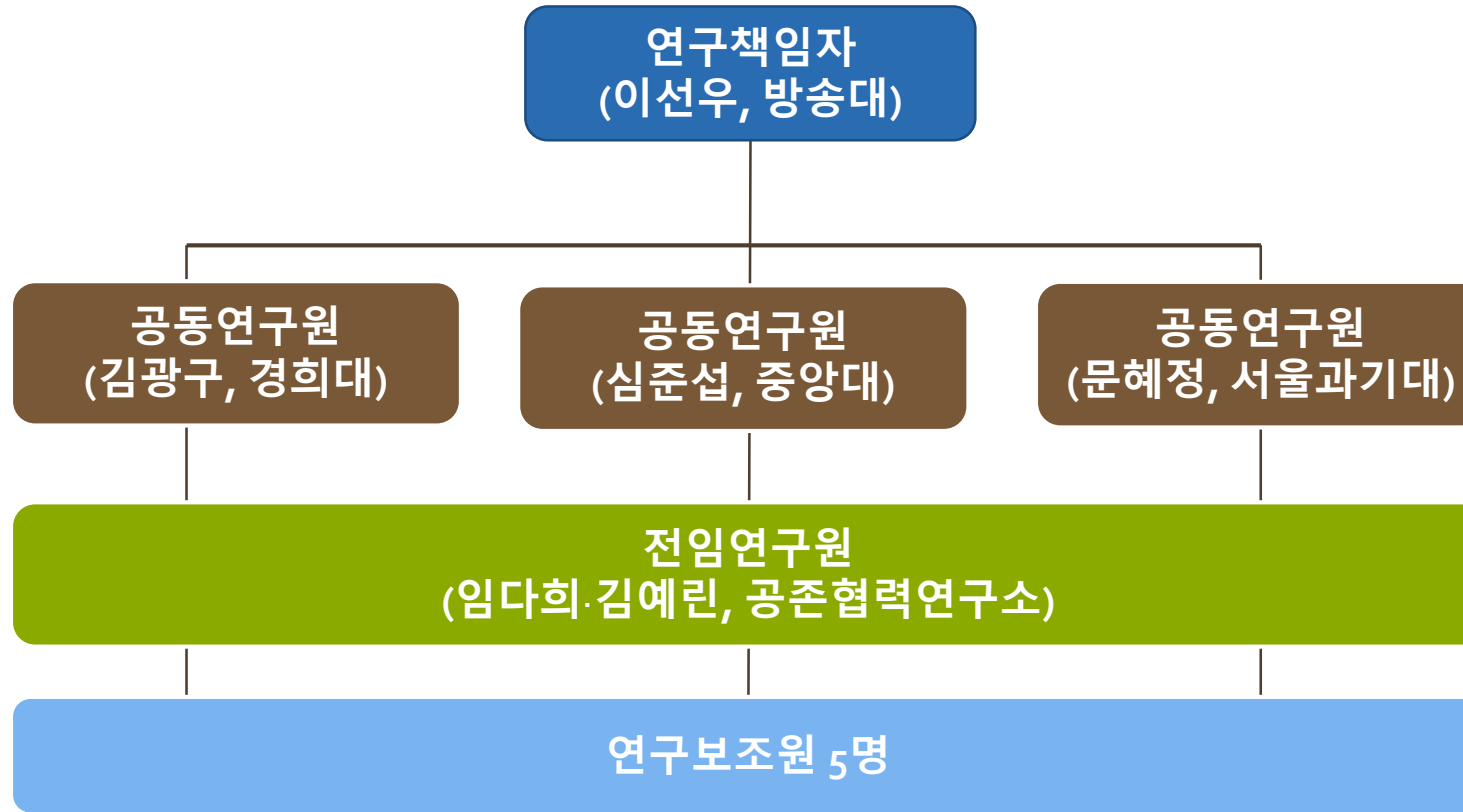 연구책임자
(이선우, 방송대)
공동연구원
(김광구, 경희대)
공동연구원
(심준섭, 중앙대)
공동연구원
(문혜정, 서울과기대)
전임연구원
(임다희·김예린, 공존협력연구소)
연구보조원 5명